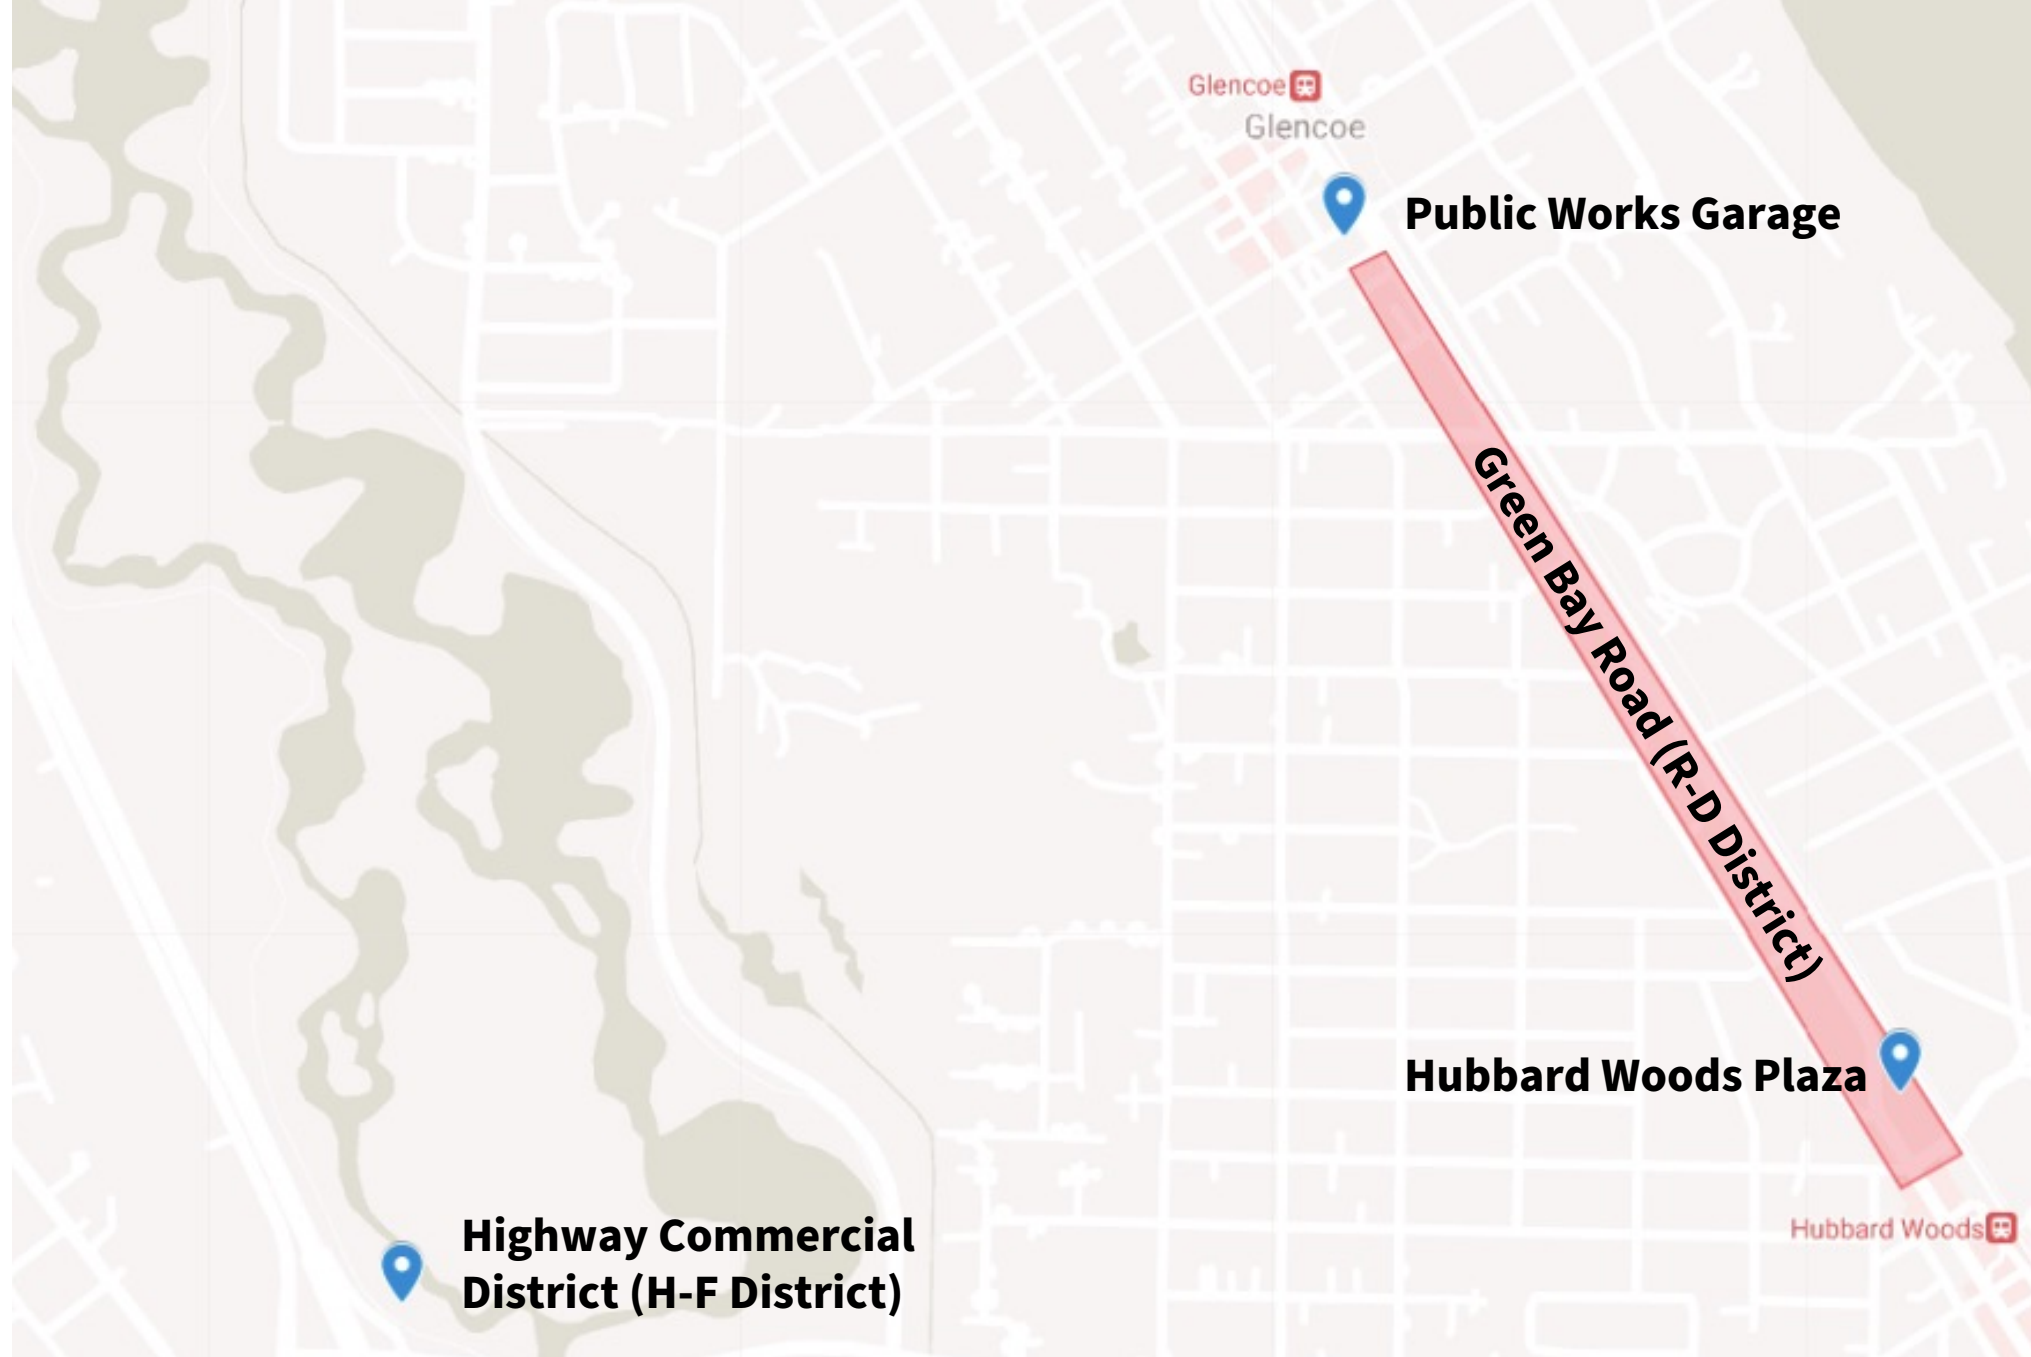 Glencoe
Glencoe
Public Works Garage
Green Bay Road (R-D District)
Hubbard Woods Plaza
Highway Commercial
District (H-F District)
Hubbard Woods